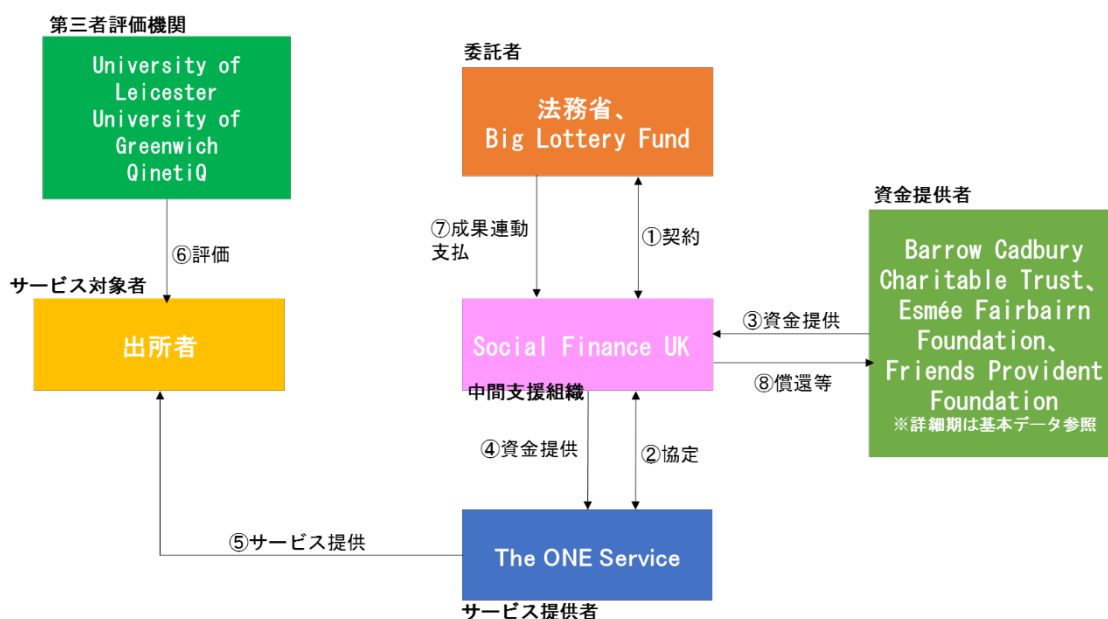 第三者評価機関
University of
Leicester
University of
Greenwich
QinetiQ
委託者
法務省、
Big Lottery Fund
⑦成果連動
支払
①契約
資金提供者
Barrow Cadbury
Charitable Trust、
Esmée Fairbairn
Foundation、
Friends Provident
Foundation
※詳細期は基本データ参照
⑥評価
サービス対象者
出所者
Social Finance UK
中間支援組織
③資金提供
⑧償還等
④資金提供
②協定
⑤サービス提供
The ONE Service
サービス提供者